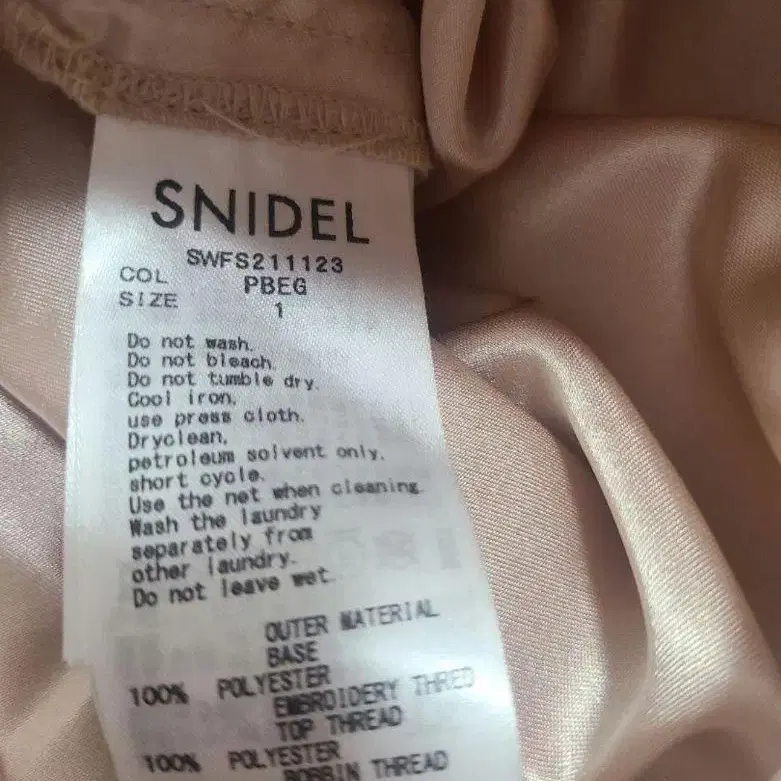 SNIDEL
SWFS211123
COL PBEG
SIZE 1
Do not wash.
Do not bleach.
Do not tumble dry.
Cool iron.
use press cloth.
Dryclean.
petroleum solvent only.
short cycle.
Use the net when cleaning.
Wash the laundry
separately from
other laundry.
Do not leave wet.
OUTER MATERIAL
BASE
100% POLYESTER
EMBROIDERY THRED
TOP THREAD
100% POLYESTER
BOBBIN THREAD